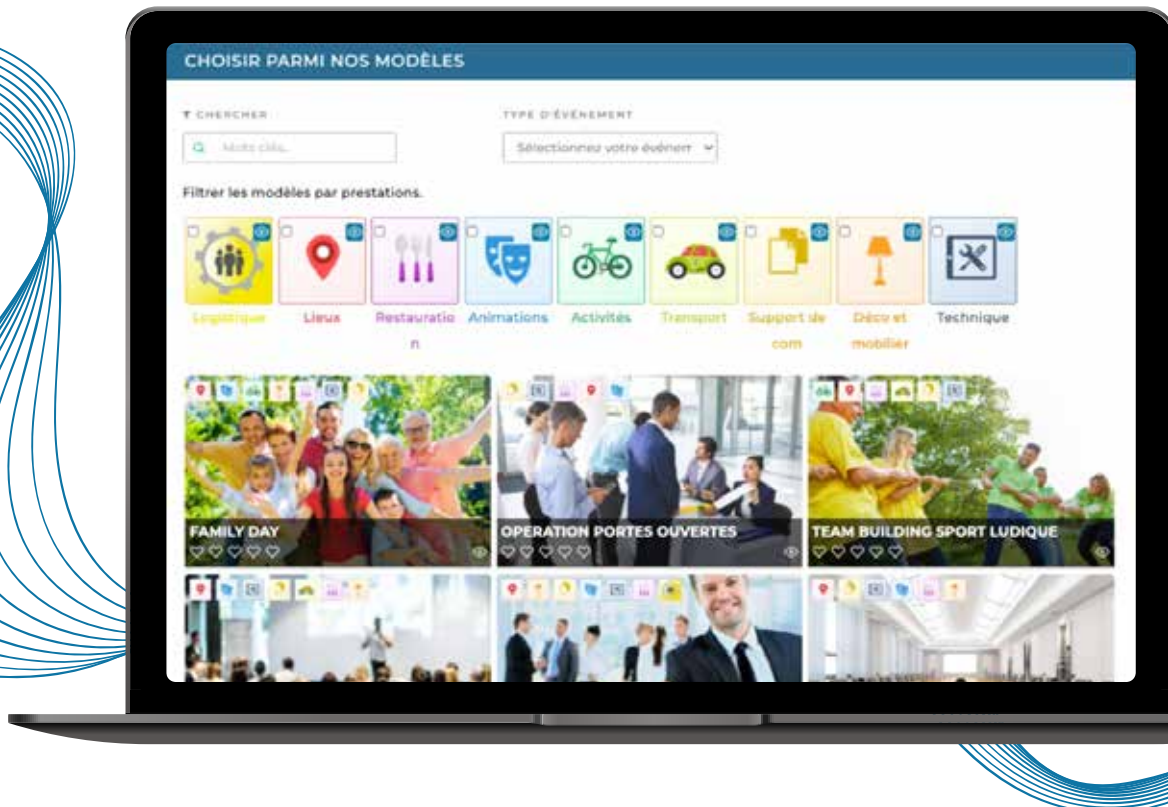 CHOISIR PARMI NOS MODÈLES
CHERCHER
TYPE D'ÉVÉNEMENT
Mots clés..
Sélectionnez votre événem
Filtrer les modèles par prestations.
Logistique
Lieux
Restauratio
n
Animations
Activités
Transport
Support de
com
Déco et
mobilier
Technique
FAMILY DAY
OPERATION PORTES OUVERTES
TEAM BUILDING SPORT LUDIQUE